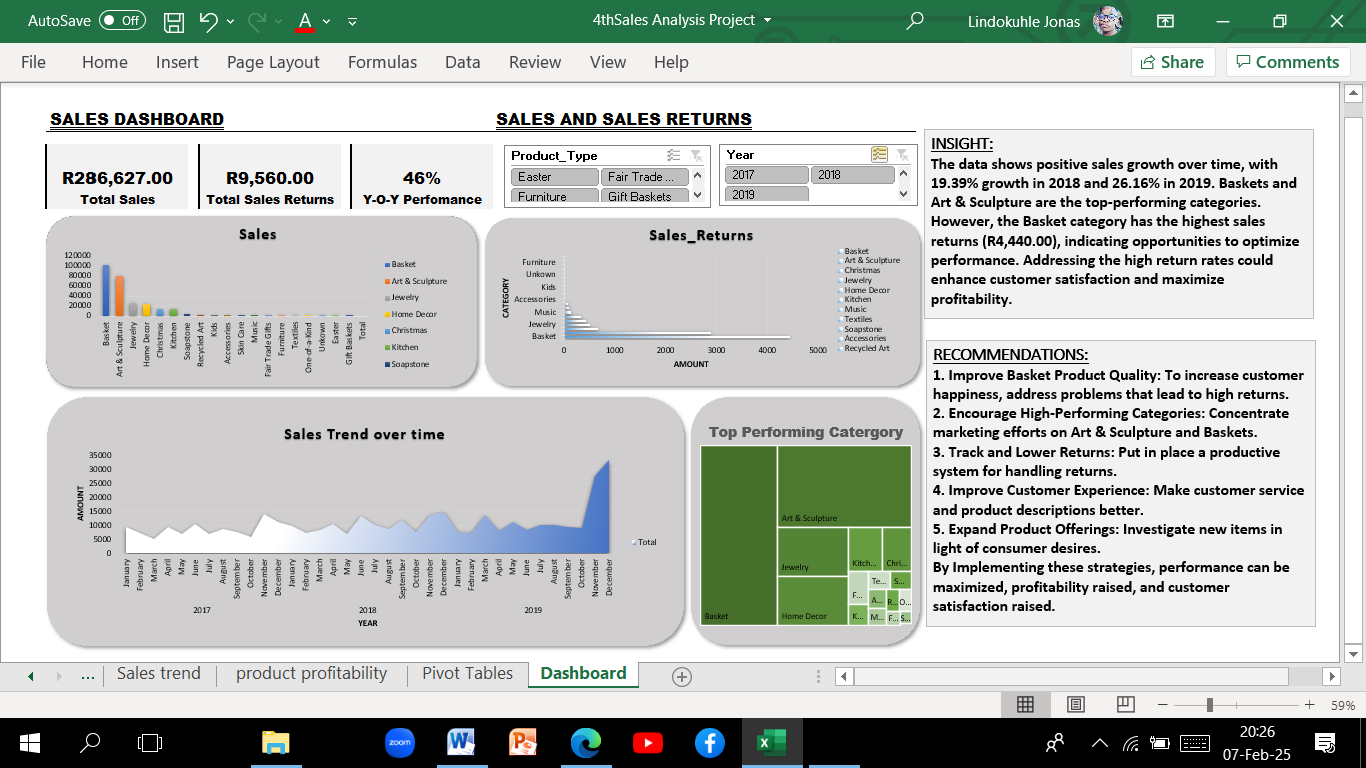 AutoSave Off
4thSales Analysis Project
Lindokuhle Jonas
File Home Insert Page Layout Formulas Data Review View Help
Share Comments
SALES DASHBOARD
R286,627.00
Total Sales
R9,560.00
Total Sales Returns
46%
Y-O-Y Perfomance
SALES AND SALES RETURNS
Product_Type
Easter Fair Trade ...
Furniture Gift Baskets
Year
2017 2018
2019
Sales
120000
100000
80000
60000
40000
20000
0
Basket
Art & Sculpture
Jewelry
Home Decor
Christmas
Kitchen
Soapstone
Recycled Art
Kids
Accessories
Skin Care
Music
Fair Trade Gifts
Furniture
Textiles
One-of-a-kind
Unkown
Easter
Gift Baskets
Total
Basket
Art & Sculpture
Jewelry
Home Decor
Christmas
Kitchen
Soapstone
Sales_Returns
CATEGORY
Furniture
Unkown
Kids
Accessories
Music
Jewelry
Basket
0 1000 2000 3000 4000 5000
AMOUNT
Basket
Art & Sculpture
Christmas
Jewelry
Home Decor
Kitchen
Music
Textiles
Soapstone
Accessories
Recycled Art
Sales Trend over time
AMOUNT
35000
30000
25000
20000
15000
10000
5000
0
January
February
March
April
May
June
July
August
September
October
November
December
January
February
March
April
May
June
July
August
September
October
November
December
January
February
March
April
May
June
July
August
September
October
November
December
2017 2018 2019
YEAR
Total
Top Performing Catergory
Basket
Art & Sculpture
Jewelry
Home Decor
Kitch... Chri...
Te... S...
F... A... R... O...
K... M... F... S...
INSIGHT:
The data shows positive sales growth over time, with
19.39% growth in 2018 and 26.16% in 2019. Baskets and
Art & Sculpture are the top-performing categories.
However, the Basket category has the highest sales
returns (R4,440.00), indicating opportunities to optimize
performance. Addressing the high return rates could
enhance customer satisfaction and maximize
profitability.
RECOMMENDATIONS:
1. Improve Basket Product Quality: To increase customer
happiness, address problems that lead to high returns.
2. Encourage High-Performing Categories: Concentrate
marketing efforts on Art & Sculpture and Baskets.
3. Track and Lower Returns: Put in place a productive
system for handling returns.
4. Improve Customer Experience: Make customer service
and product descriptions better.
5. Expand Product Offerings: Investigate new items in
light of consumer desires.
By Implementing these strategies, performance can be
maximized, profitability raised, and customer
satisfaction raised.
... Sales trend product profitability Pivot Tables Dashboard
59%
zoom
20:26
07-Feb-25